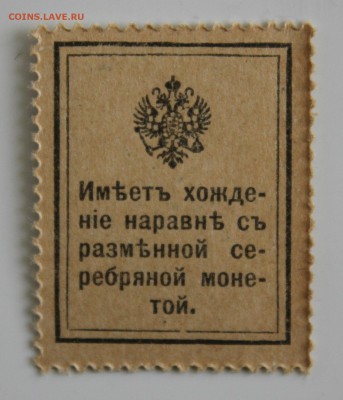 COINS.LAVE.RU
Имѣетъ хожде-
ніе наравнѣ съ
размѣнной се-
ребряной моне-
той.